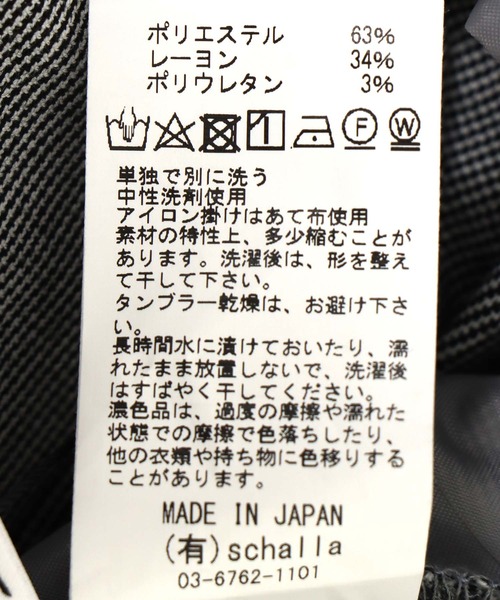 ポリエステル 63%
レーヨン 34%
ポリウレタン 3%
F W
単独で別に洗う
中性洗剤使用
アイロン掛けはあて布使用
素材の特性上、多少縮むことが
あります。洗濯後は、形を整え
て干して下さい。
タンブラー乾燥は、お避け下さ
い。
長時間水に漬けておいたり、濡
れたまま放置しないで、洗濯後
はすばやく干してください。
濃色品は、過度の摩擦や濡れた
状態での摩擦で色落ちしたり、
他の衣類や持ち物に色移りする
ことがあります。
MADE IN JAPAN
(有)schalla
03-6762-1101